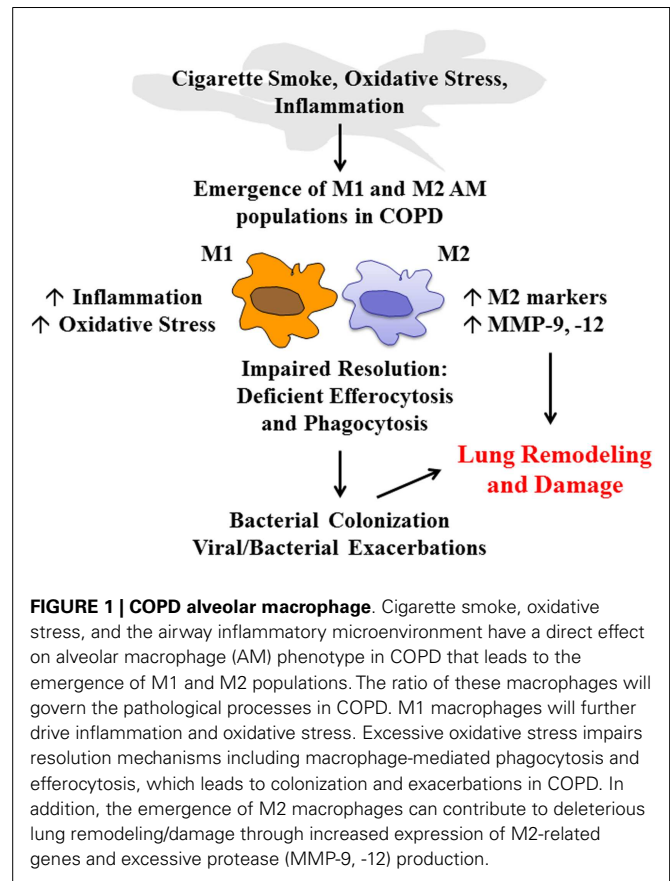 Cigarette Smoke, Oxidative Stress,
Inflammation
Emergence of M1 and M2 AM
populations in COPD
M1
M2
↑ Inflammation
↑ Oxidative Stress
↑ M2 markers
↑ MMP-9, -12
Impaired Resolution:
Deficient Efferocytosis
and Phagocytosis
Lung Remodeling
and Damage
Bacterial Colonization
Viral/Bacterial Exacerbations
FIGURE 1 | COPD alveolar macrophage. Cigarette smoke, oxidative
stress, and the airway inflammatory microenvironment have a direct effect
on alveolar macrophage (AM) phenotype in COPD that leads to the
emergence of M1 and M2 populations. The ratio of these macrophages will
govern the pathological processes in COPD. M1 macrophages will further
drive inflammation and oxidative stress. Excessive oxidative stress impairs
resolution mechanisms including macrophage-mediated phagocytosis and
efferocytosis, which leads to colonization and exacerbations in COPD. In
addition, the emergence of M2 macrophages can contribute to deleterious
lung remodeling/damage through increased expression of M2-related
genes and excessive protease (MMP-9, -12) production.